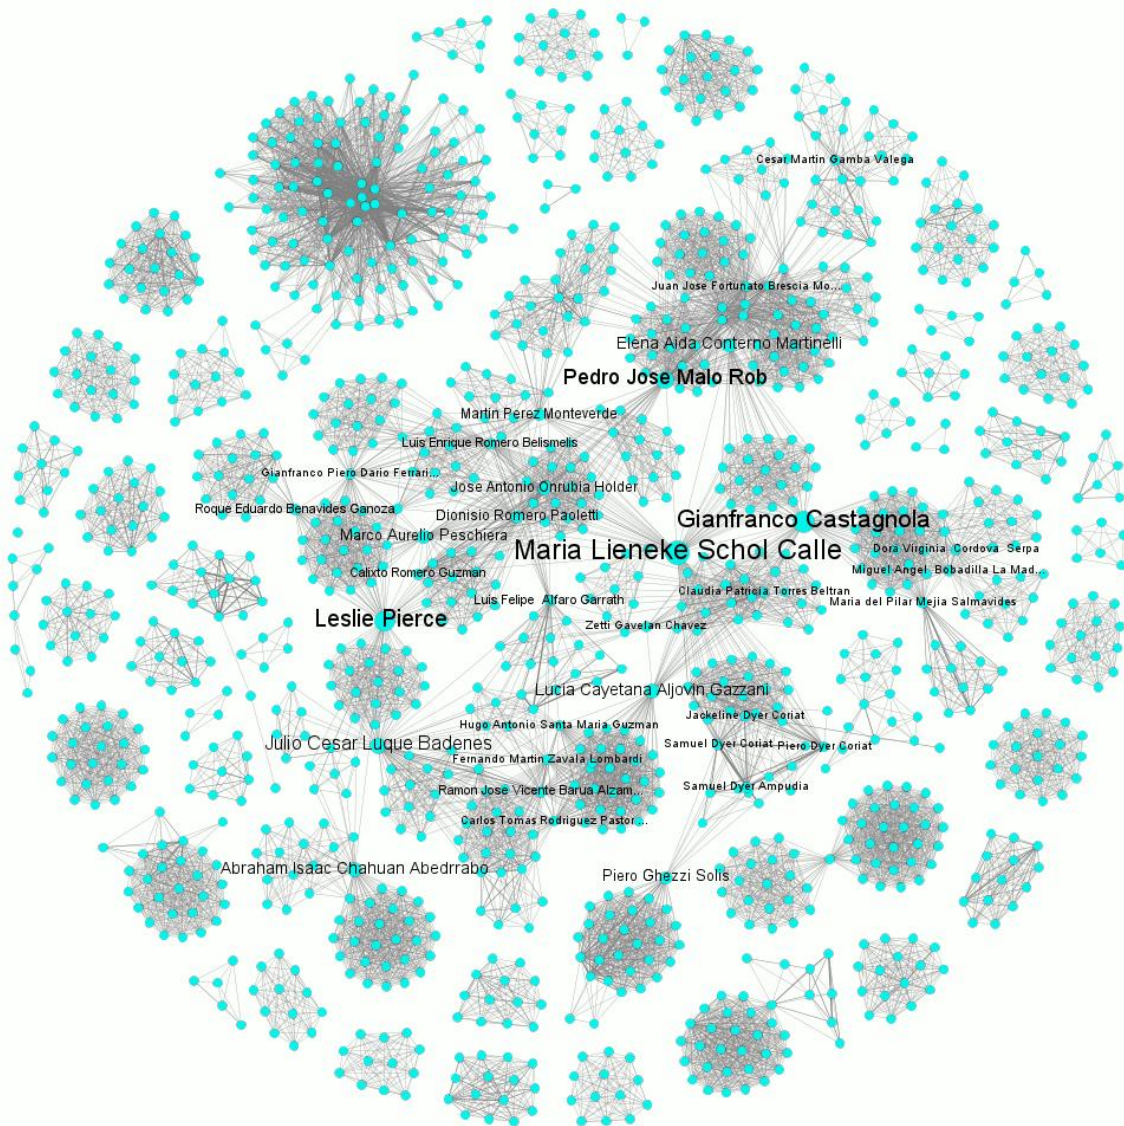 Cesar Martin Gamba Valega
Juan Jose Fortunato Brescia Mo...
Elena Aida Conterno Martinelli
Pedro Jose Malo Rob
Martín Perez Monteverde
Luis Enrique Romero Belismelis
Gianfranco Piero Dario Ferrari...
Jose Antonio Onrubia Holder
Roque Eduardo Benavides Ganoza
Dionisio Romero Paoletti
Gianfranco Castagnola
Marco Aurelio Peschiera
Maria Lieneke Schol Calle
Dora Virginia Cordova Serpa
Calixto Romero Guzman
Miguel Angel Bobadilla La Mad...
Claudia Patricia Torres Beltran
Luis Felipe Alfaro Garrath
Maria del Pilar Mejia Salmavides
Leslie Pierce
Zetti Gavelan Chavez
Lucia Cayetana Aljovin Gazzani
Jackeline Dyer Coriat
Hugo Antonio Santa Maria Guzman
Julio Cesar Luque Badenes
Samuel Dyer Coriat
Piero Dyer Coriat
Fernando Martin Zavala Lombardi
Samuel Dyer Ampudia
Ramon José Vicente Barua Alzam...
Carlos Tomas Rodriguez Pastor ...
Abraham Isaac Chahuan Abedrrabo
Piero Ghezzi Solis